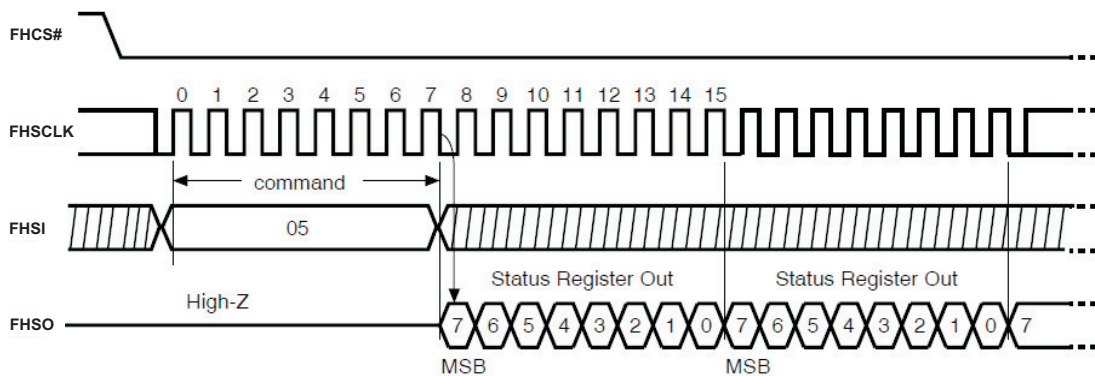 FHCS#
0 1 2 3 4 5 6 7 8 9 10 11 12 13 14 15
FHSCLK
command
FHSI
05
Status Register Out Status Register Out
High-Z
FHSO
7 6 5 4 3 2 1 0 7 6 5 4 3 2 1 0 7
MSB MSB